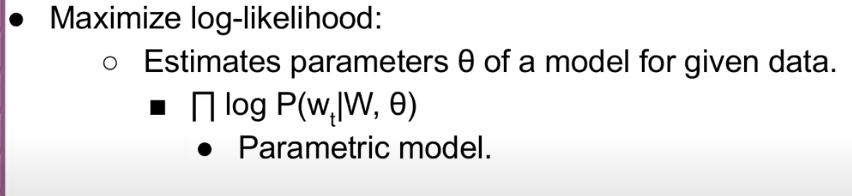 ● Maximize log-likelihood:
○ Estimates parameters θ of a model for given data.
■ ∏ log P(wₜ|W, θ)
● Parametric model.